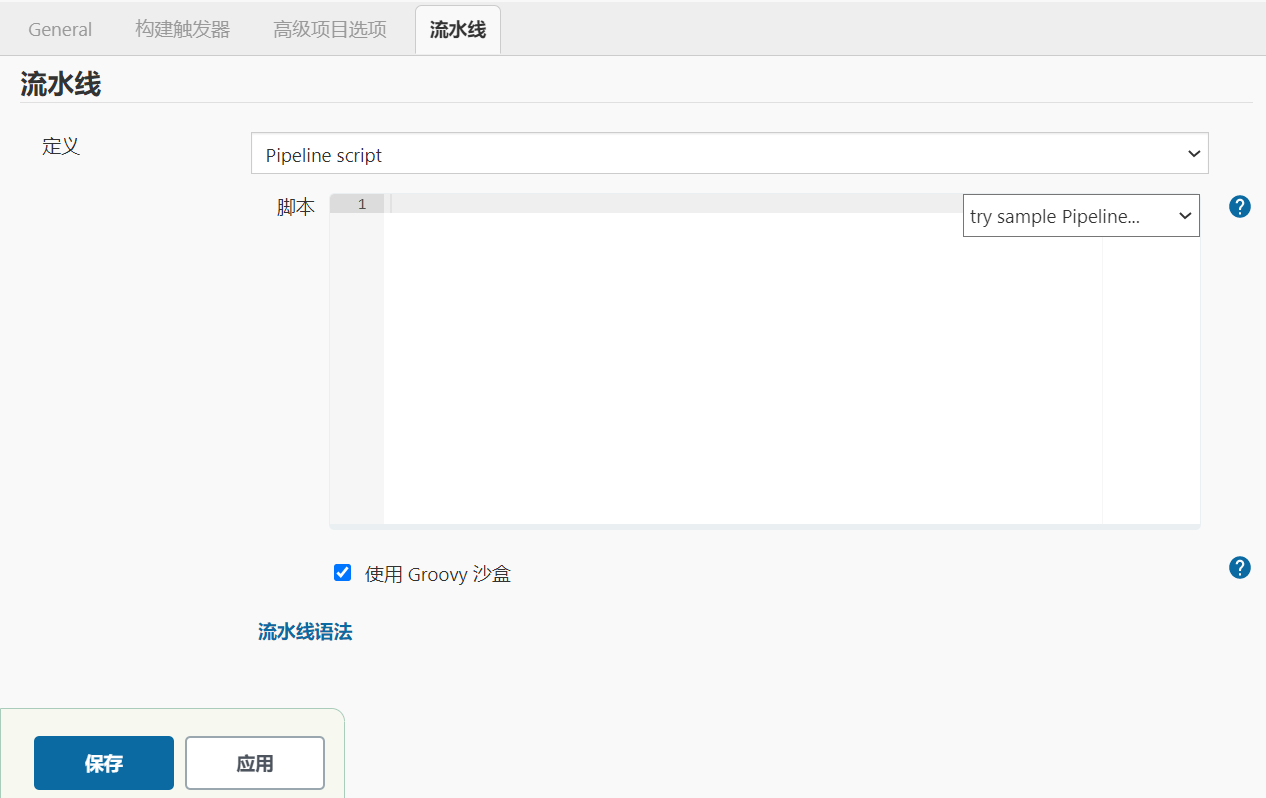 General 构建触发器 高级项目选项 流水线
流水线
定义
Pipeline script
脚本
1
try sample Pipeline...
?
使用 Groovy 沙盒
?
流水线语法
保存 应用